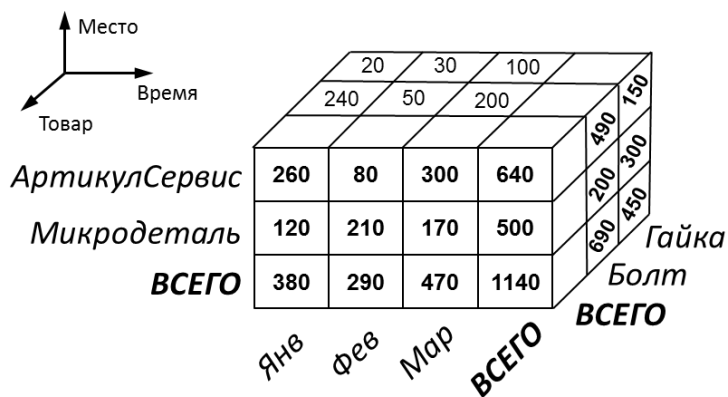 Место
Время
Товар
20 30 100
240 50 200
490 150
АртикулСервис 260 80 300 640
200 300
Микродеталь 120 210 170 500
690 450
ВСЕГО 380 290 470 1140
Гайка
Болт
ВСЕГО
Янв Фев Мар ВСЕГО